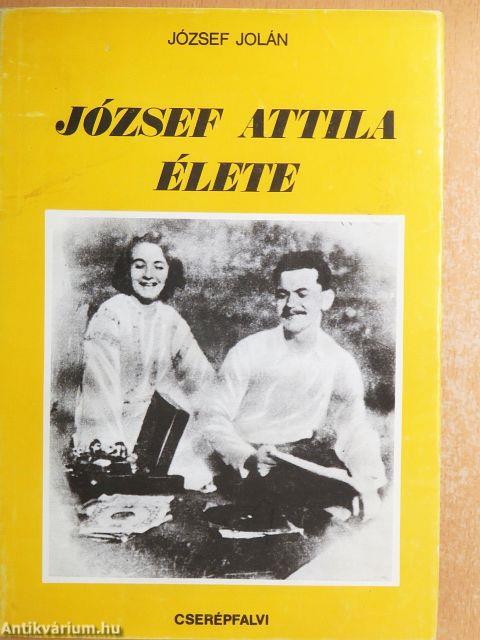 JÓZSEF JOLÁN
JÓZSEF ATTILA
ÉLETE
CSERÉPFALVI
Antikvárium.hu